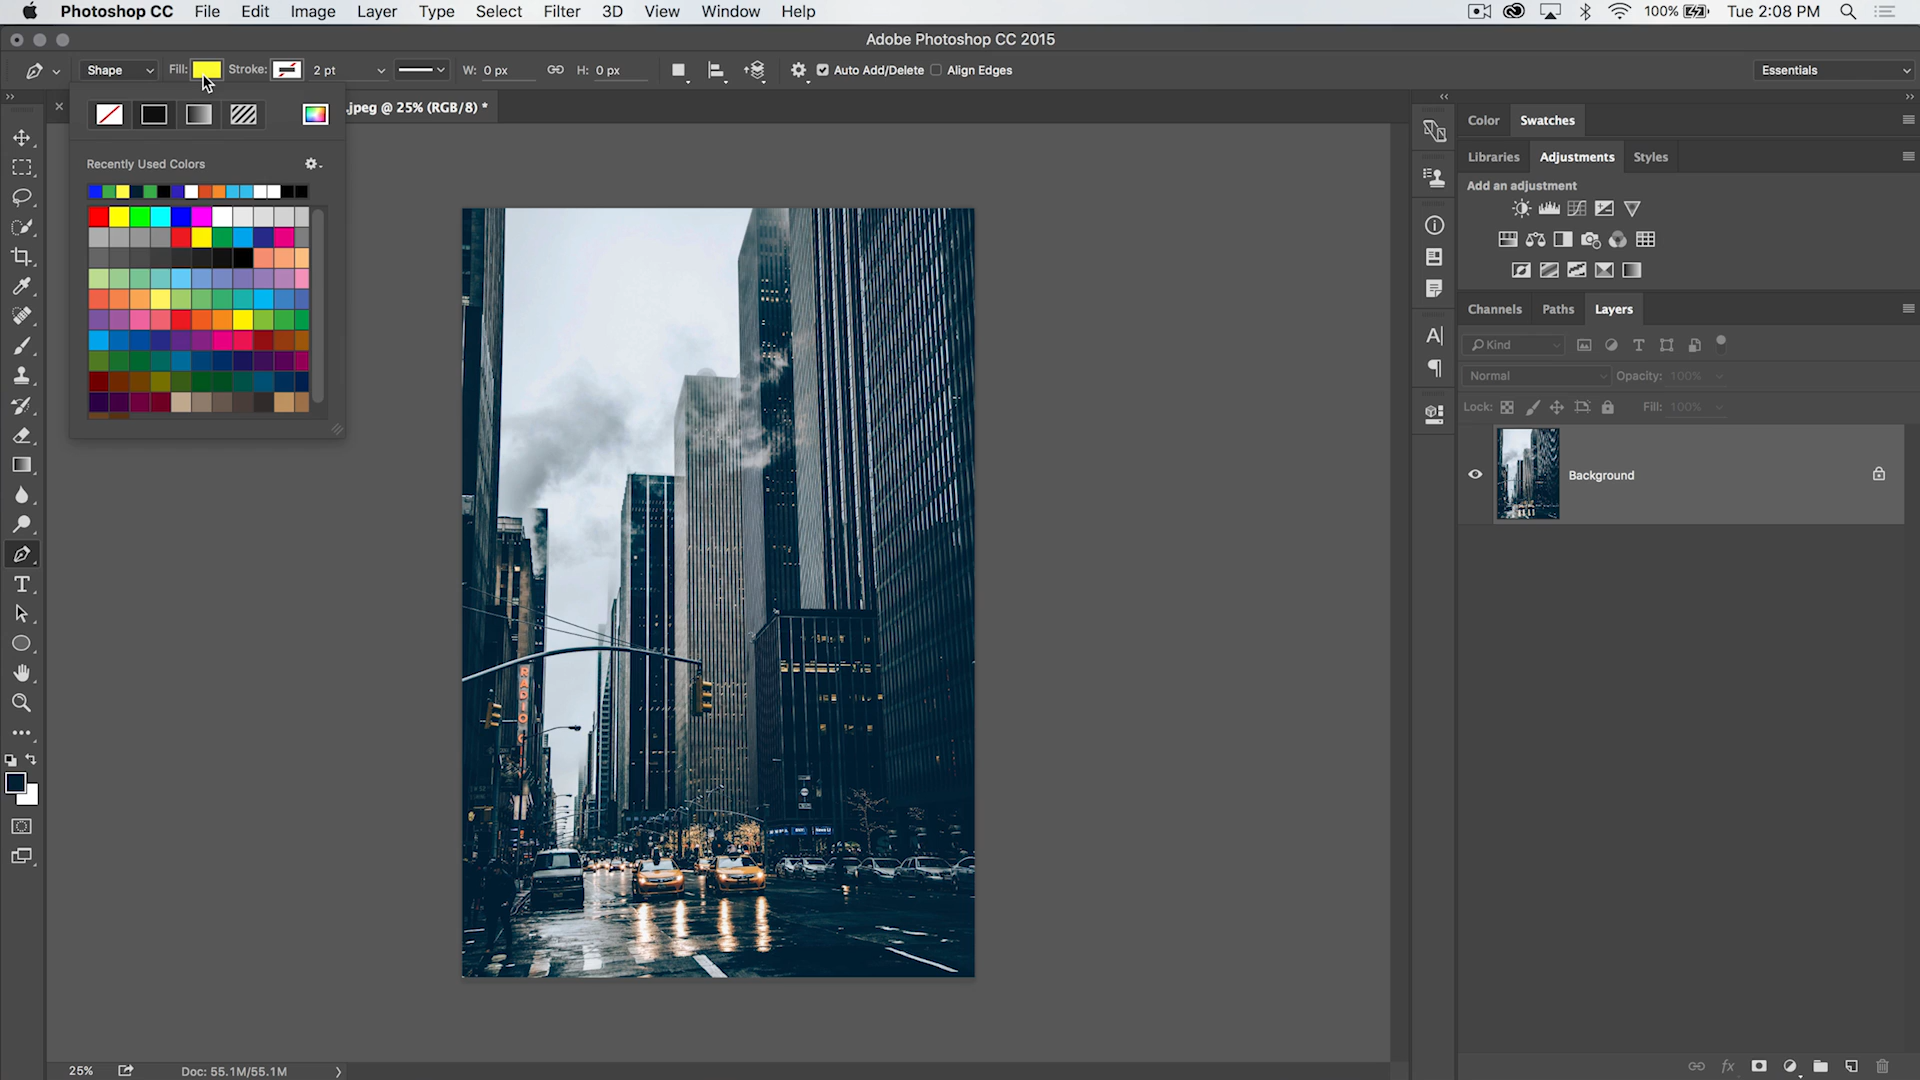 Photoshop CC File Edit Image Layer Type Select Filter 3D View Window Help 100% Tue 2:08 PM
Adobe Photoshop CC 2015
Shape Fill: Stroke: 2 pt W: 0 px H: 0 px Auto Add/Delete Align Edges Essentials
.jpeg @ 25% (RGB/8) *
Recently Used Colors
Color Swatches
Libraries Adjustments Styles
Add an adjustment
Channels Paths Layers
Kind
Normal Opacity: 100%
Lock: Fill: 100%
Background
RADIO
25% Doc: 55.1M/55.1M